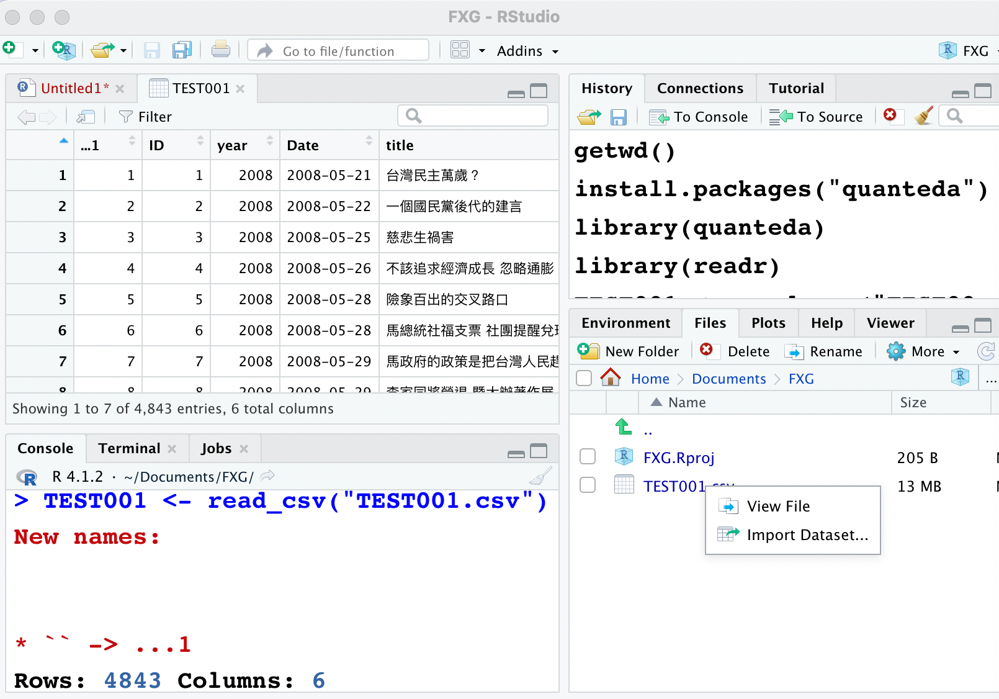 FXG - RStudio
Go to file/function
Addins
FXG
Untitled1*
TEST001
Filter
...1 ID year Date title
1 1 1 2008 2008-05-21 台灣民主萬歲？
2 2 2 2008 2008-05-22 一個國民黨後代的建言
3 3 3 2008 2008-05-25 慈悲生禍害
4 4 4 2008 2008-05-26 不該追求經濟成長 忽略通膨
5 5 5 2008 2008-05-28 險象百出的交叉路口
6 6 6 2008 2008-05-28 馬總統社福支票 社團提醒兌
7 7 7 2008 2008-05-29 馬政府的政策是把台灣人民趕
8 8 8 2008 2008-05-29
Showing 1 to 7 of 4,843 entries, 6 total columns
Console Terminal Jobs
R 4.1.2 · ~/Documents/FXG/
> TEST001 <- read_csv("TEST001.csv")
New names:
* `` -> ...1
Rows: 4843 Columns: 6
History Connections Tutorial
To Console To Source
getwd()
install.packages("quanteda")
library(quanteda)
library(readr)
Environment Files Plots Help Viewer
New Folder Delete Rename More
Home Documents FXG ...
Name Size
..
FXG.Rproj 205 B
TEST001.csv 13 MB
View File
Import Dataset...